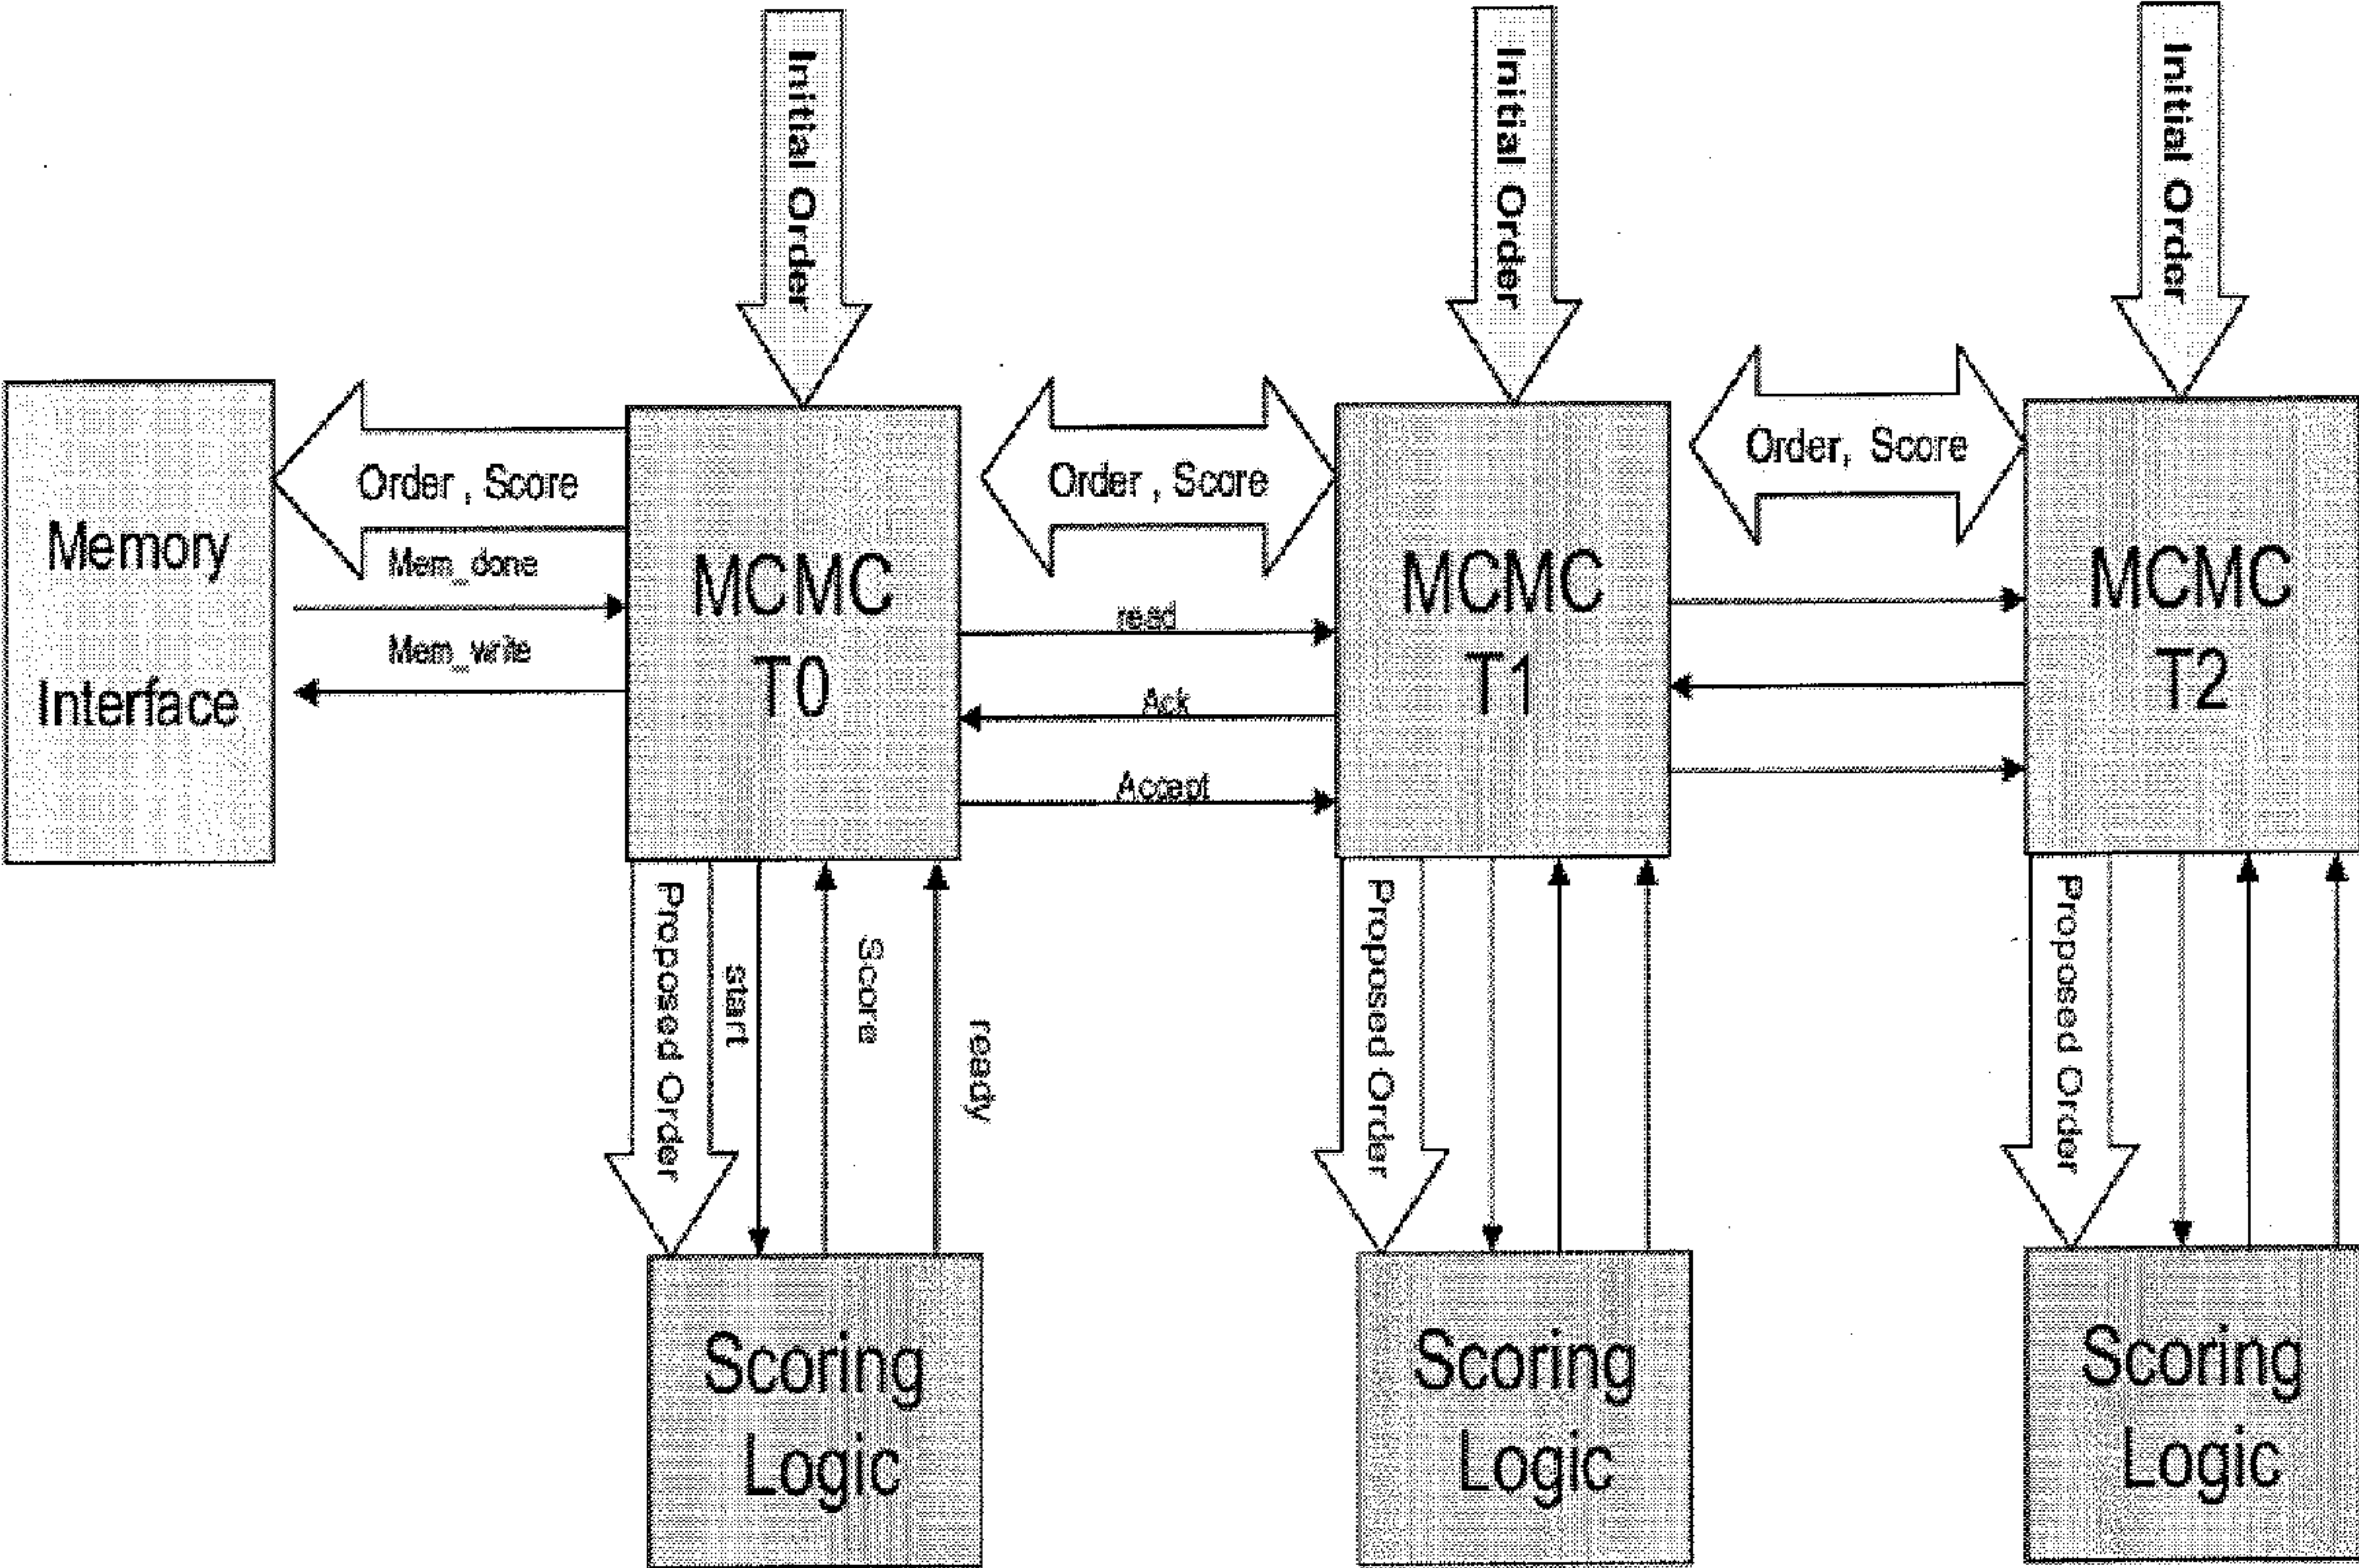 Initial Order
Initial Order
Initial Order
Memory
Interface
Order , Score
Mem_done
Mem_write
MCMC
T0
Order , Score
read
Ack
Accept
MCMC
T1
Order, Score
MCMC
T2
Proposed Order
start
Score
ready
Proposed Order
Proposed Order
Scoring
Logic
Scoring
Logic
Scoring
Logic